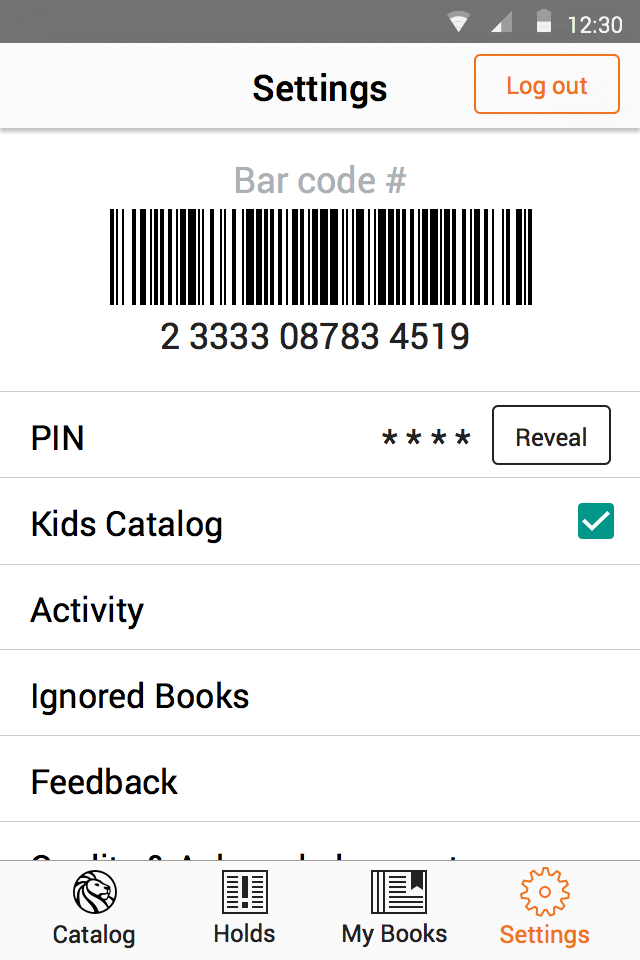 12:30
Settings
Log out
Bar code #
2 3333 08783 4519
PIN
* * * *
Reveal
Kids Catalog
Activity
Ignored Books
Feedback
Catalog
Holds
My Books
Settings